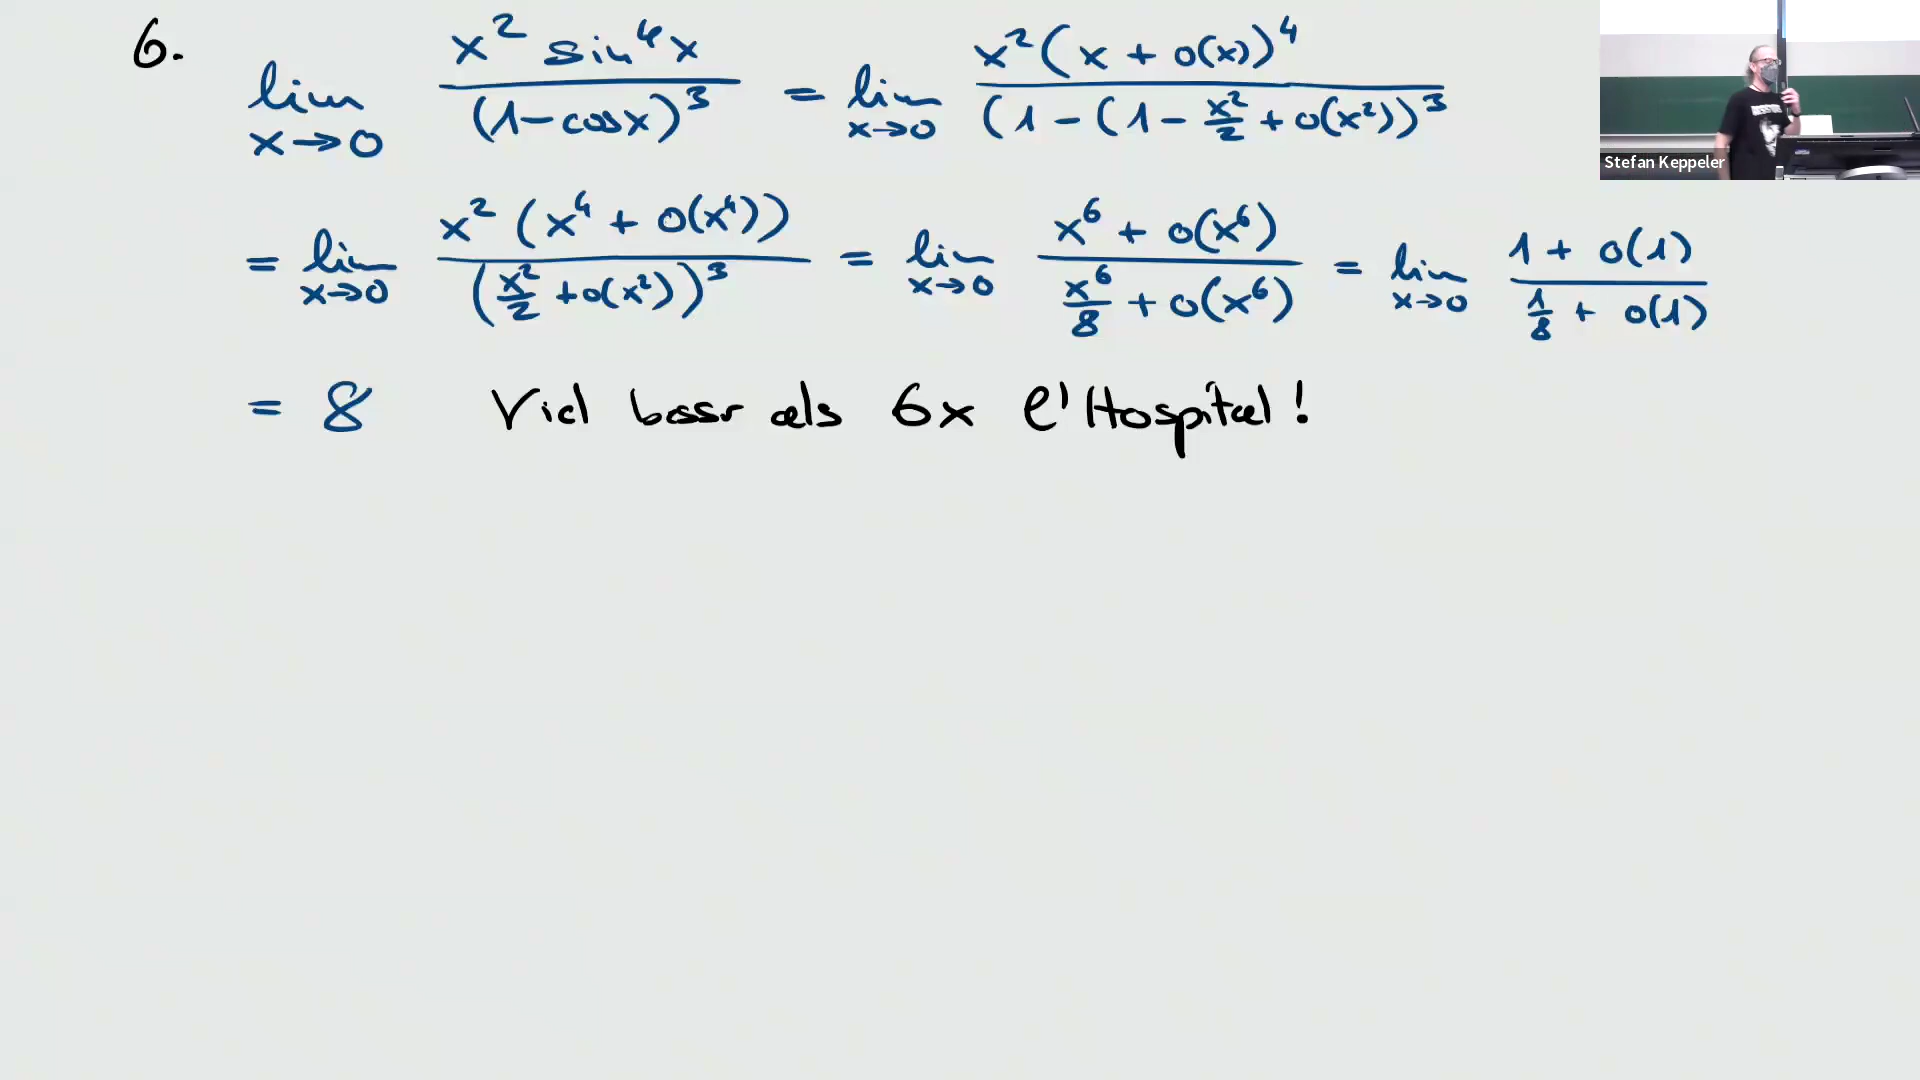 6. lim x→0 x² sin⁴x / (1-cosx)³ = lim x→0 x²(x + o(x))⁴ / (1-(1-x²/2+o(x²))³
= lim x→0 x²(x⁴ + o(x⁴)) / (x²/2 + o(x²))³ = lim x→0 x⁶ + o(x⁶) / x⁶/8 + o(x⁶) = lim x→0 1 + o(1) / 1/8 + o(1)
= 8 Viel besser als 6x l'Hospital!
Stefan Keppeler